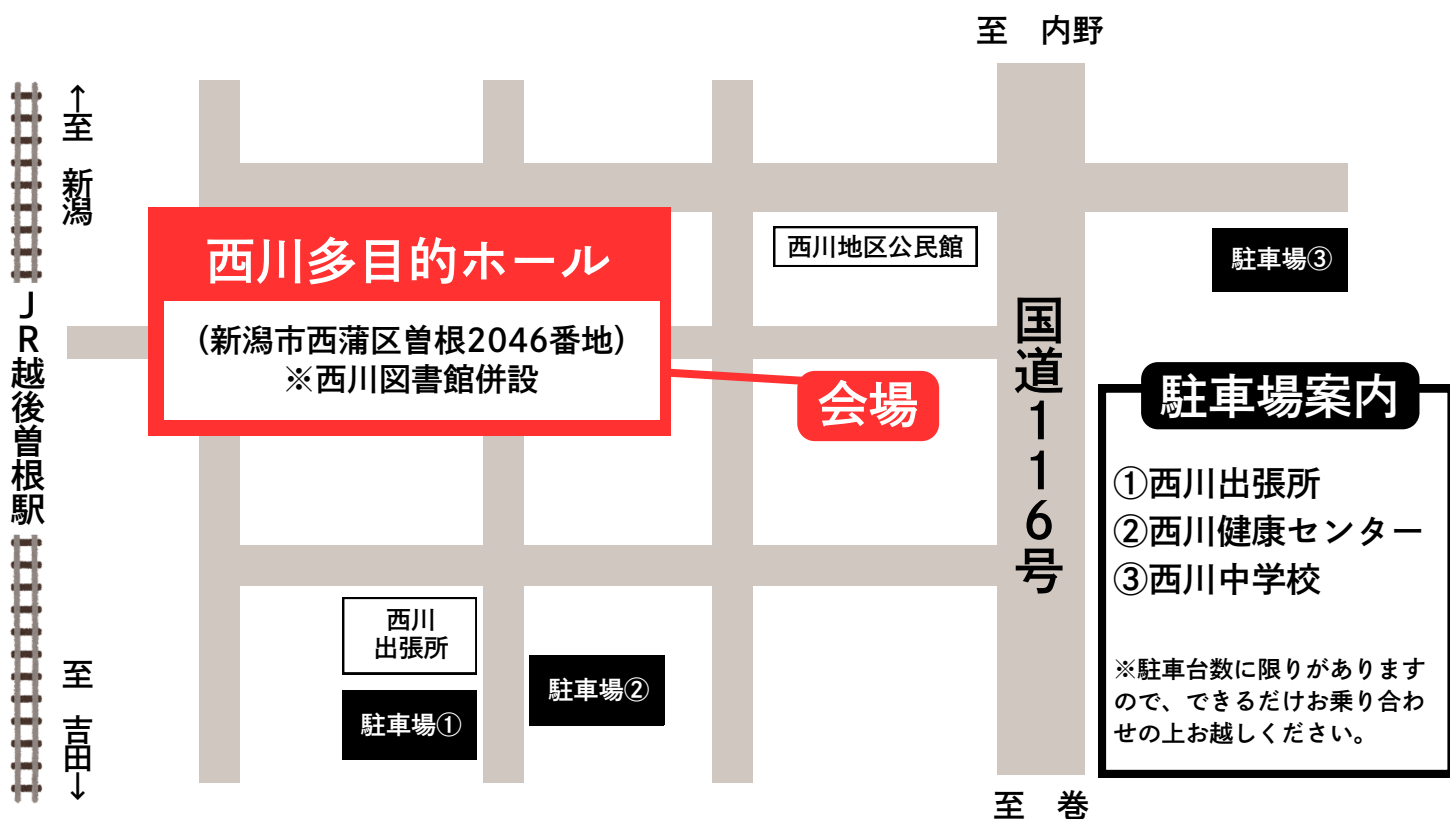 至　内野
↑至　新潟
JR越後曽根駅
至　吉田↓
西川多目的ホール
(新潟市西蒲区曽根2046番地)
※西川図書館併設
会場
西川地区公民館
駐車場③
国道116号
西川
出張所
駐車場①
駐車場②
至　巻
駐車場案内
①西川出張所
②西川健康センター
③西川中学校
※駐車台数に限りがあります
ので、できるだけお乗り合わ
せの上お越しください。